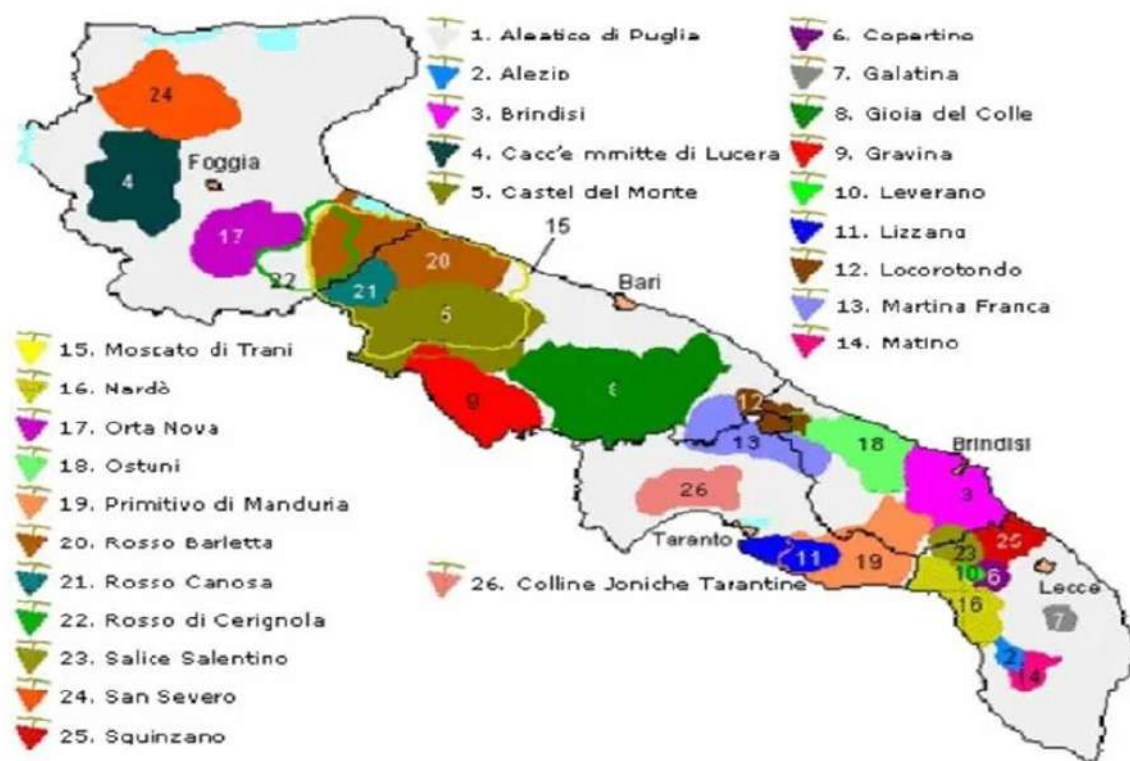 1. Aleatico di Puglia
2. Alezio
3. Brindisi
4. Cacc'e mmitte di Lucera
5. Castel del Monte
6. Copertino
7. Galatina
8. Gioia del Colle
9. Gravina
10. Leverano
11. Lizzano
12. Locorotondo
13. Martina Franca
14. Matino
15. Moscato di Trani
16. Nardò
17. Orta Nova
18. Ostuni
19. Primitivo di Manduria
20. Rosso Barletta
21. Rosso Canosa
22. Rosso di Cerignola
23. Salice Salentino
24. San Severo
25. Squinzano
26. Colline Joniche Tarantine
24
4
Foggia
17
22
20
15
21
5
Bari
9
8
12
13
18
Brindisi
3
26
Taranto
11
19
23
25
10
6
Lecce
16
7
2
14